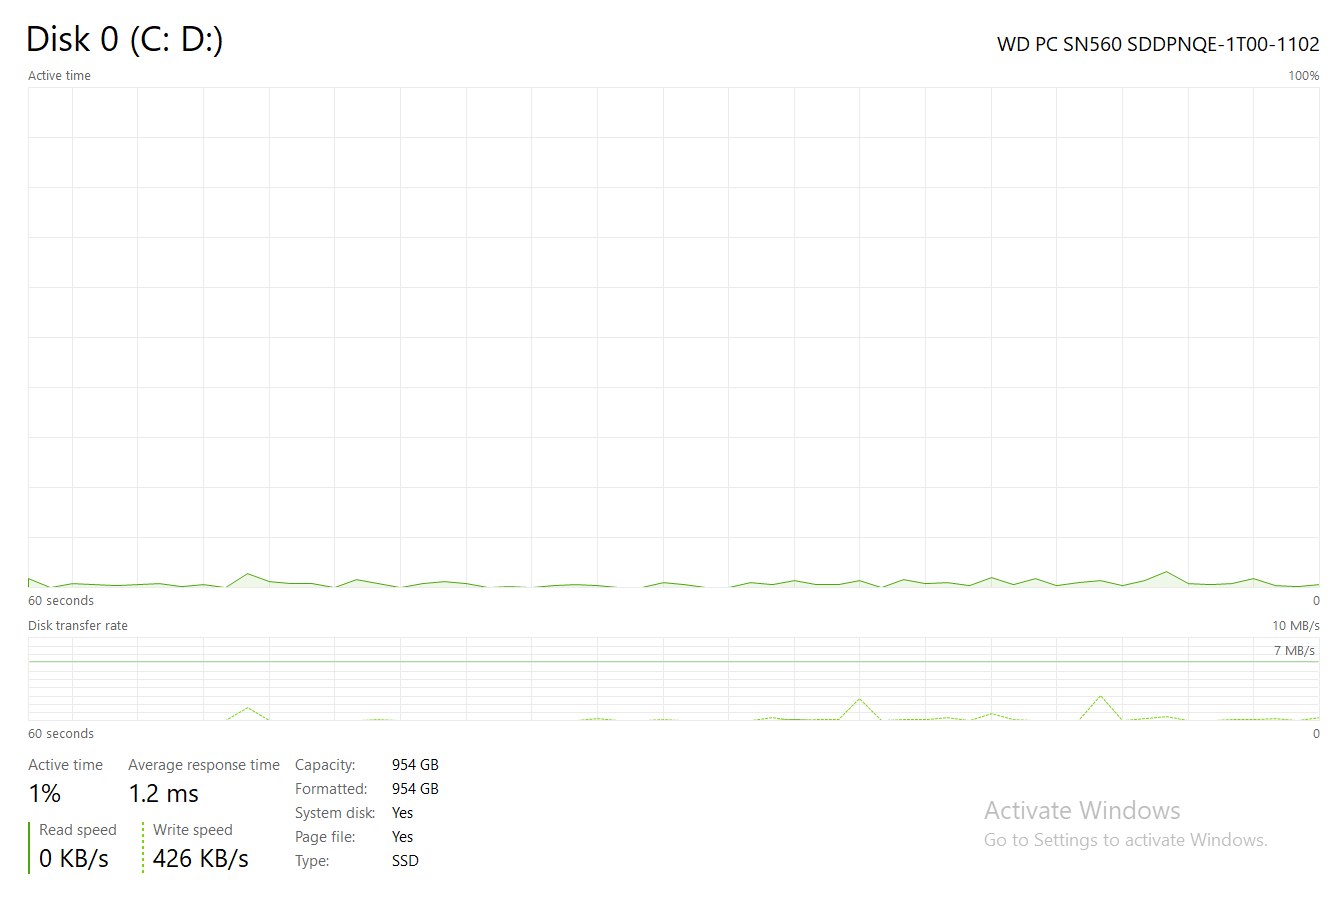 Disk 0 (C: D:)
WD PC SN560 SDDPNQE-1T00-1102
Active time
100%
60 seconds
0
Disk transfer rate
10 MB/s
7 MB/s
60 seconds
0
Active time
1%
Average response time
1.2 ms
Read speed
0 KB/s
Write speed
426 KB/s
Capacity: 954 GB
Formatted: 954 GB
System disk: Yes
Page file: Yes
Type: SSD
Activate Windows
Go to Settings to activate Windows.